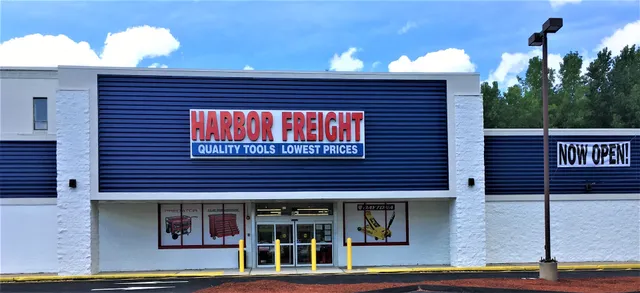 HARBOR FREIGHT
QUALITY TOOLS LOWEST PRICES
NOW OPEN!